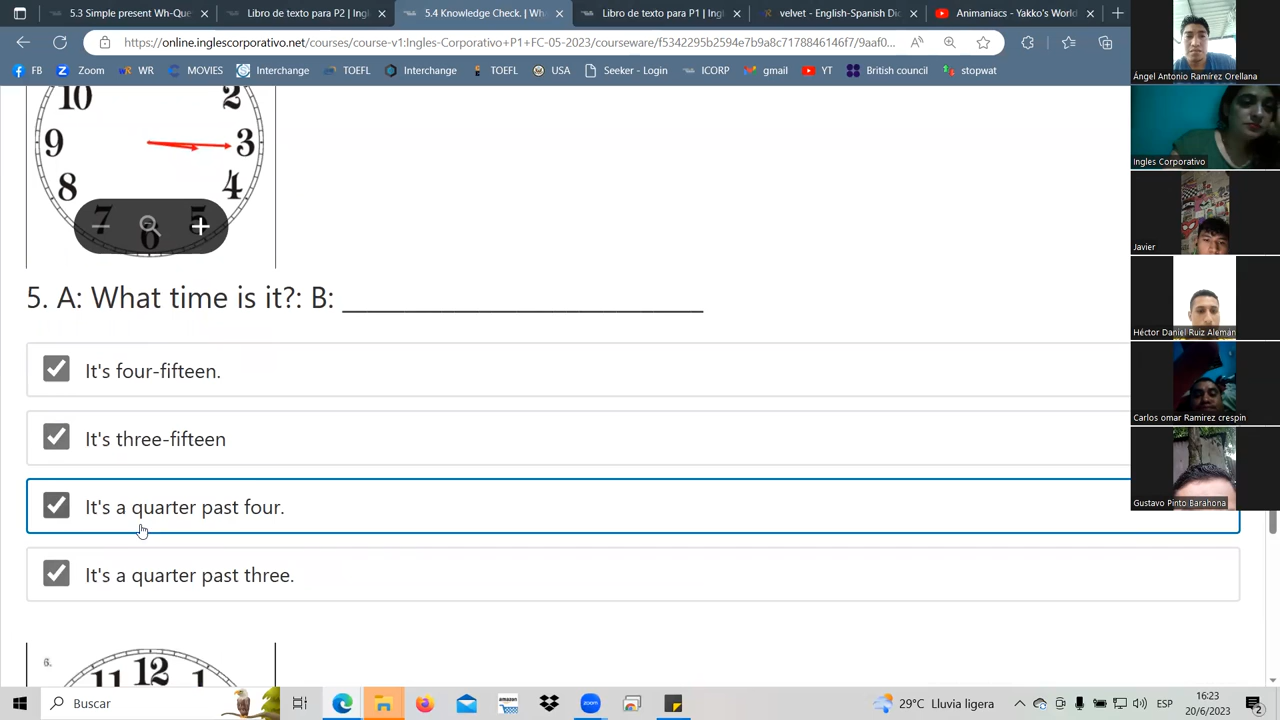 5.3 Simple present Wh-Que
Libro de texto para P2 | Ingl
5.4 Knowledge Check. | Wh
Libro de texto para P1 | Ingl
velvet - English-Spanish Dic
Animaniacs - Yakko's World
https://online.inglescorporativo.net/courses/course-v1:Ingles-Corporativo+P1+FC-05-2023/courseware/f5342295b2594e7b9a8c7178846146f7/9aaf0...
FB
Zoom
WR
MOVIES
Interchange
TOEFL
Interchange
TOEFL
USA
Seeker - Login
ICORP
gmail
YT
British council
stopwat
Ángel Antonio Ramírez Orellana
Ingles Corporativo
Javier
Héctor Daniel Ruiz Alemán
Carlos omar Ramirez crespin
Gustavo Pinto Barahona
10 2
9 3
8 4
7 6 5
5. A: What time is it?: B: ________________________
It's four-fifteen.
It's three-fifteen
It's a quarter past four.
It's a quarter past three.
6.
11 12 1
Buscar
29°C Lluvia ligera
ESP
16:23
20/6/2023
2